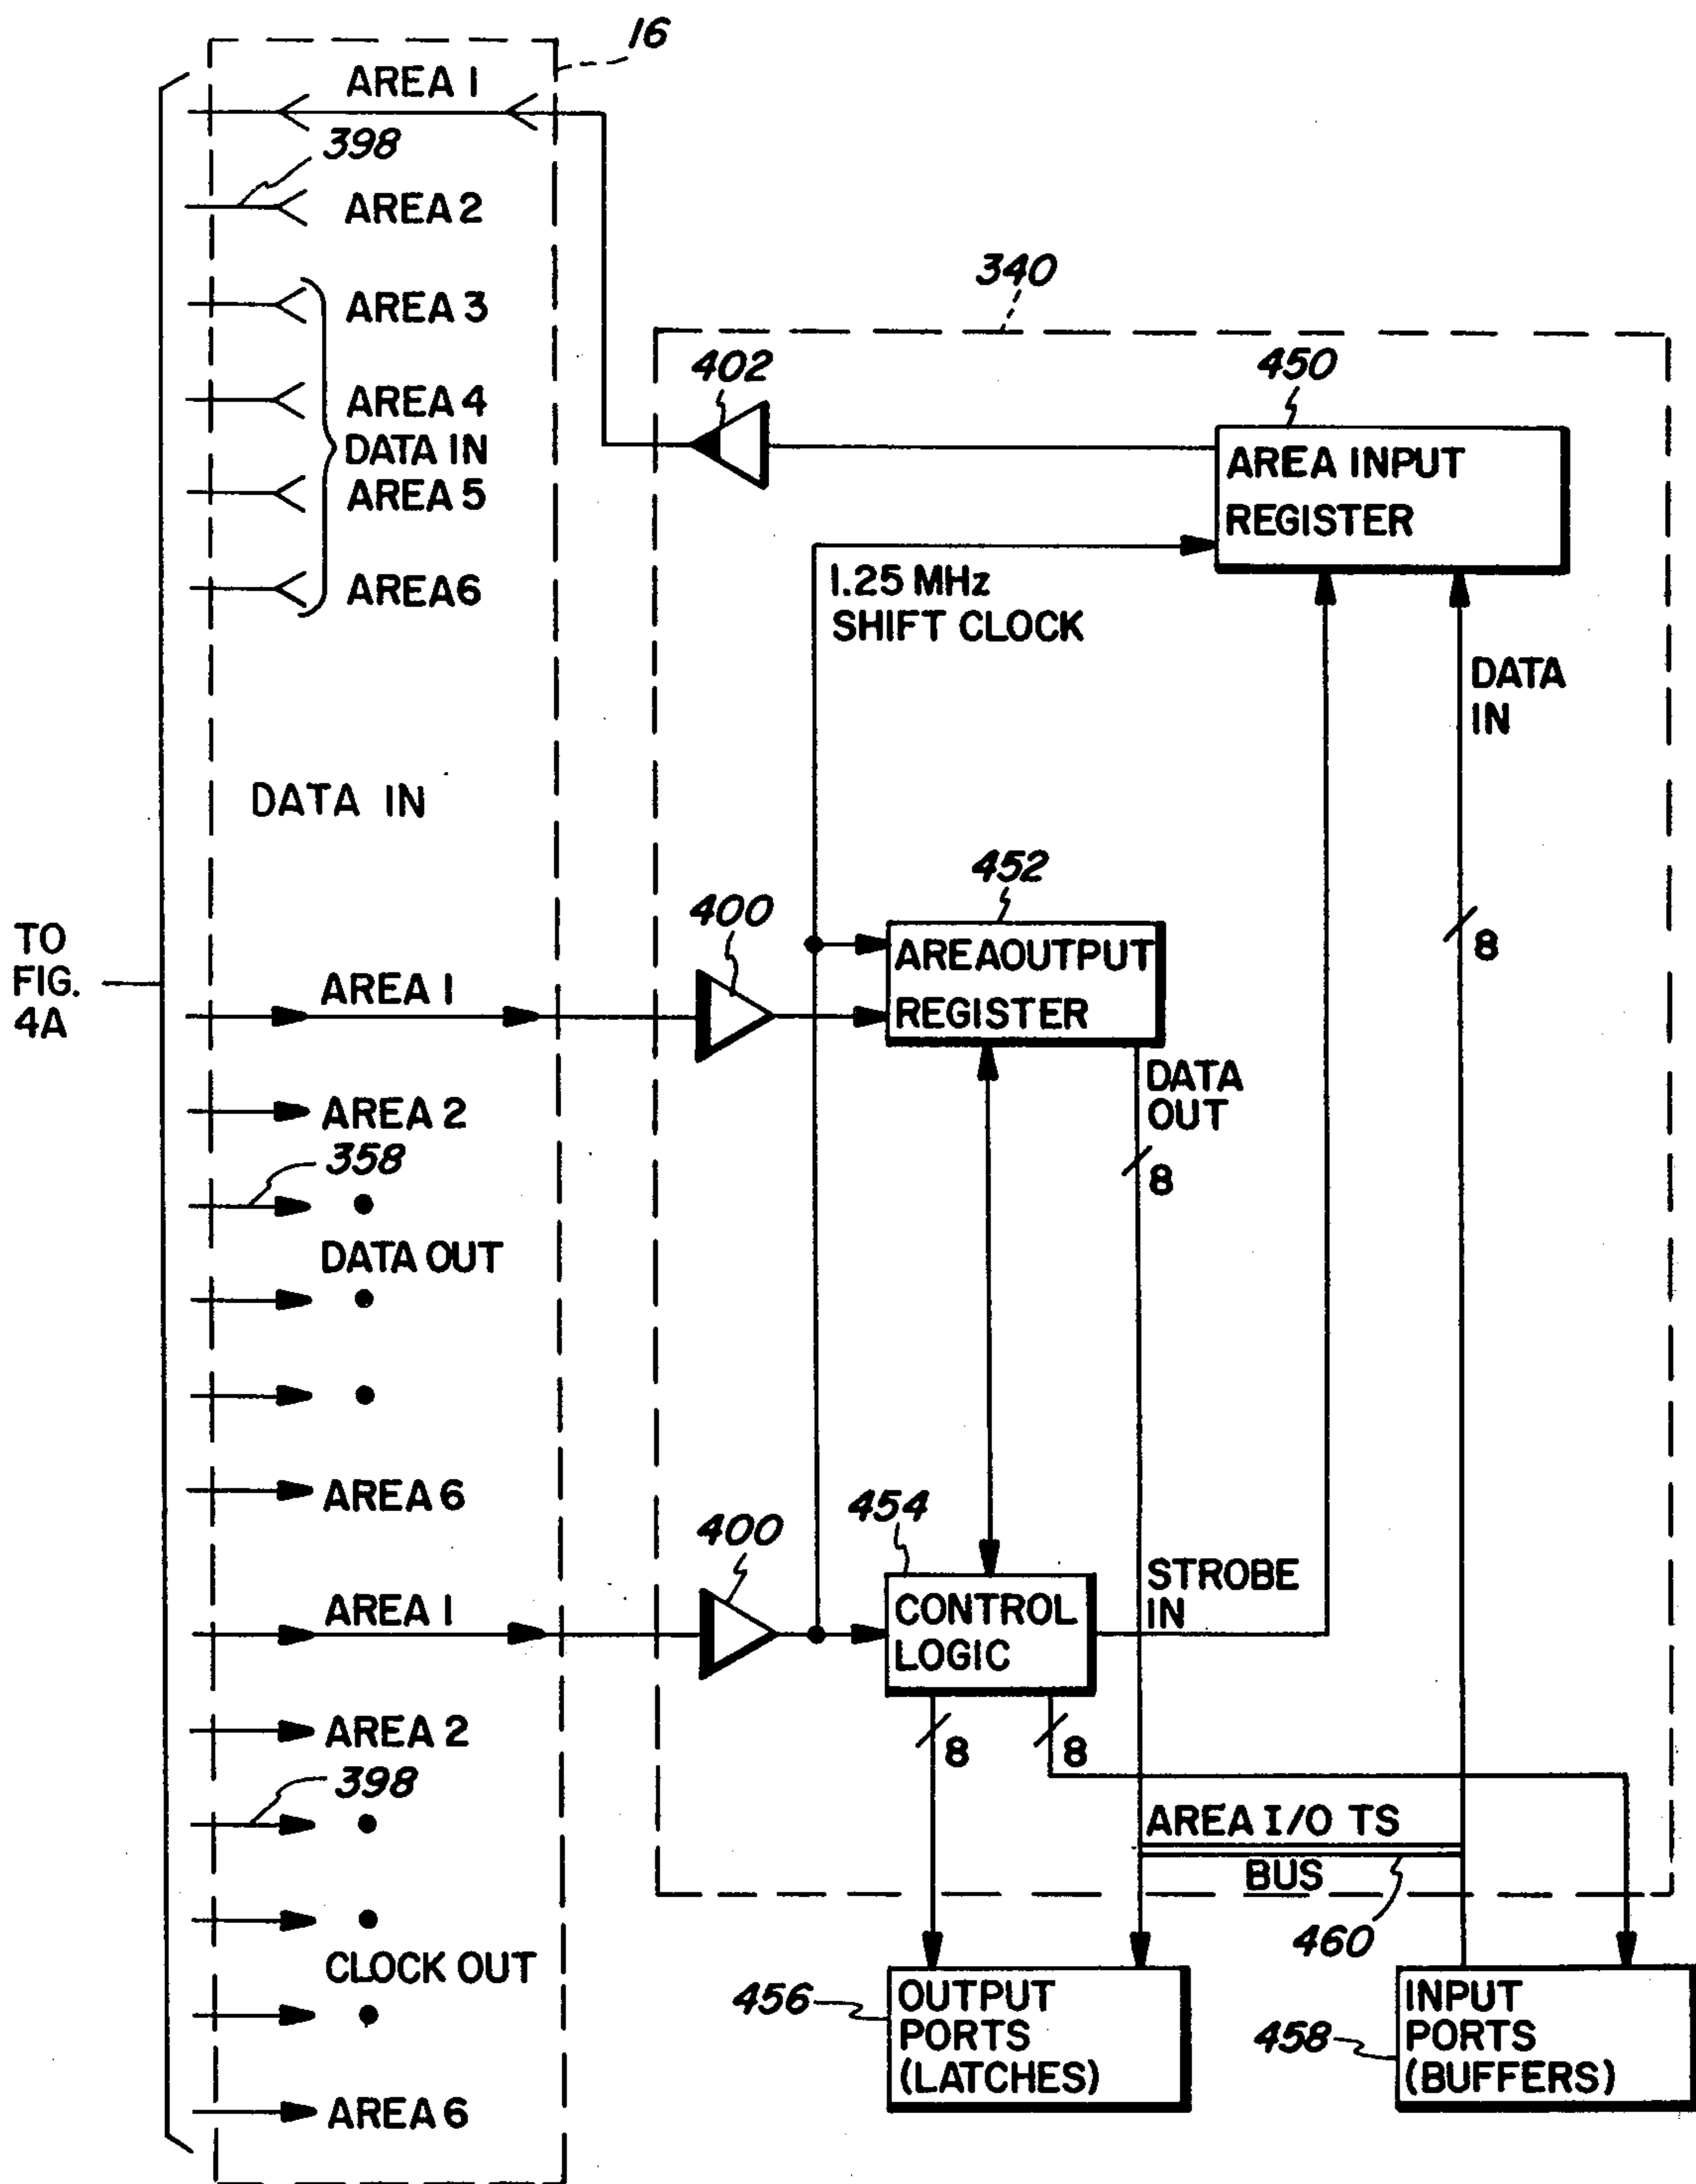 16
AREA 1
398
AREA 2
AREA 3
AREA 4
DATA IN
AREA 5
AREA 6
DATA IN
TO
FIG.
4A
AREA 1
AREA 2
358
DATA OUT
AREA 6
AREA 1
AREA 2
398
CLOCK OUT
AREA 6
340
402
450
AREA INPUT
REGISTER
1.25 MHz
SHIFT CLOCK
DATA
IN
8
400
452
AREAOUTPUT
REGISTER
DATA
OUT
8
400
454
CONTROL
LOGIC
STROBE
IN
8
8
AREA I/O TS
BUS
460
456
OUTPUT
PORTS
(LATCHES)
458
INPUT
PORTS
(BUFFERS)